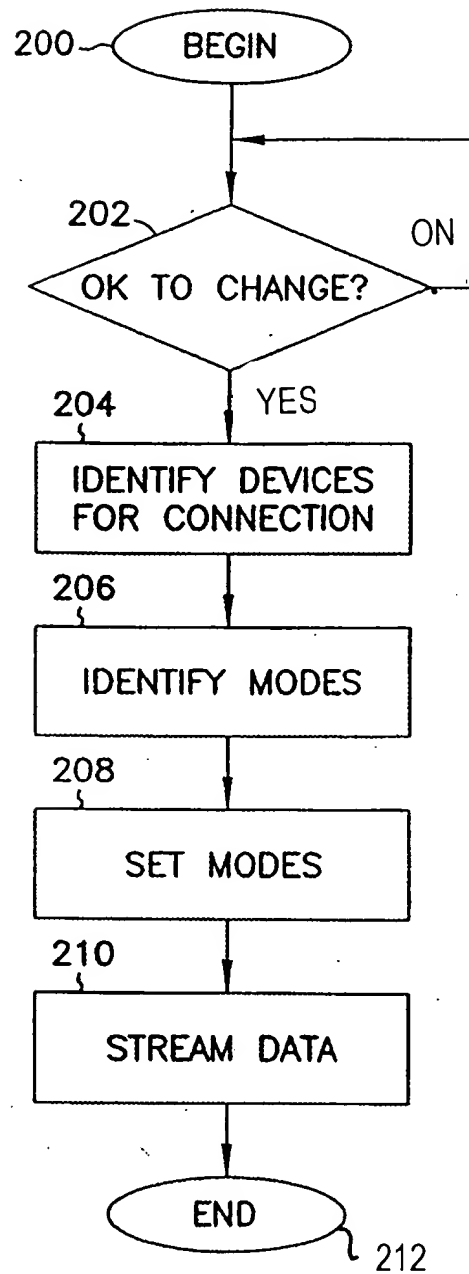 200
BEGIN
202
ON
OK TO CHANGE?
YES
204
IDENTIFY DEVICES
FOR CONNECTION
206
IDENTIFY MODES
208
SET MODES
210
STREAM DATA
END
212